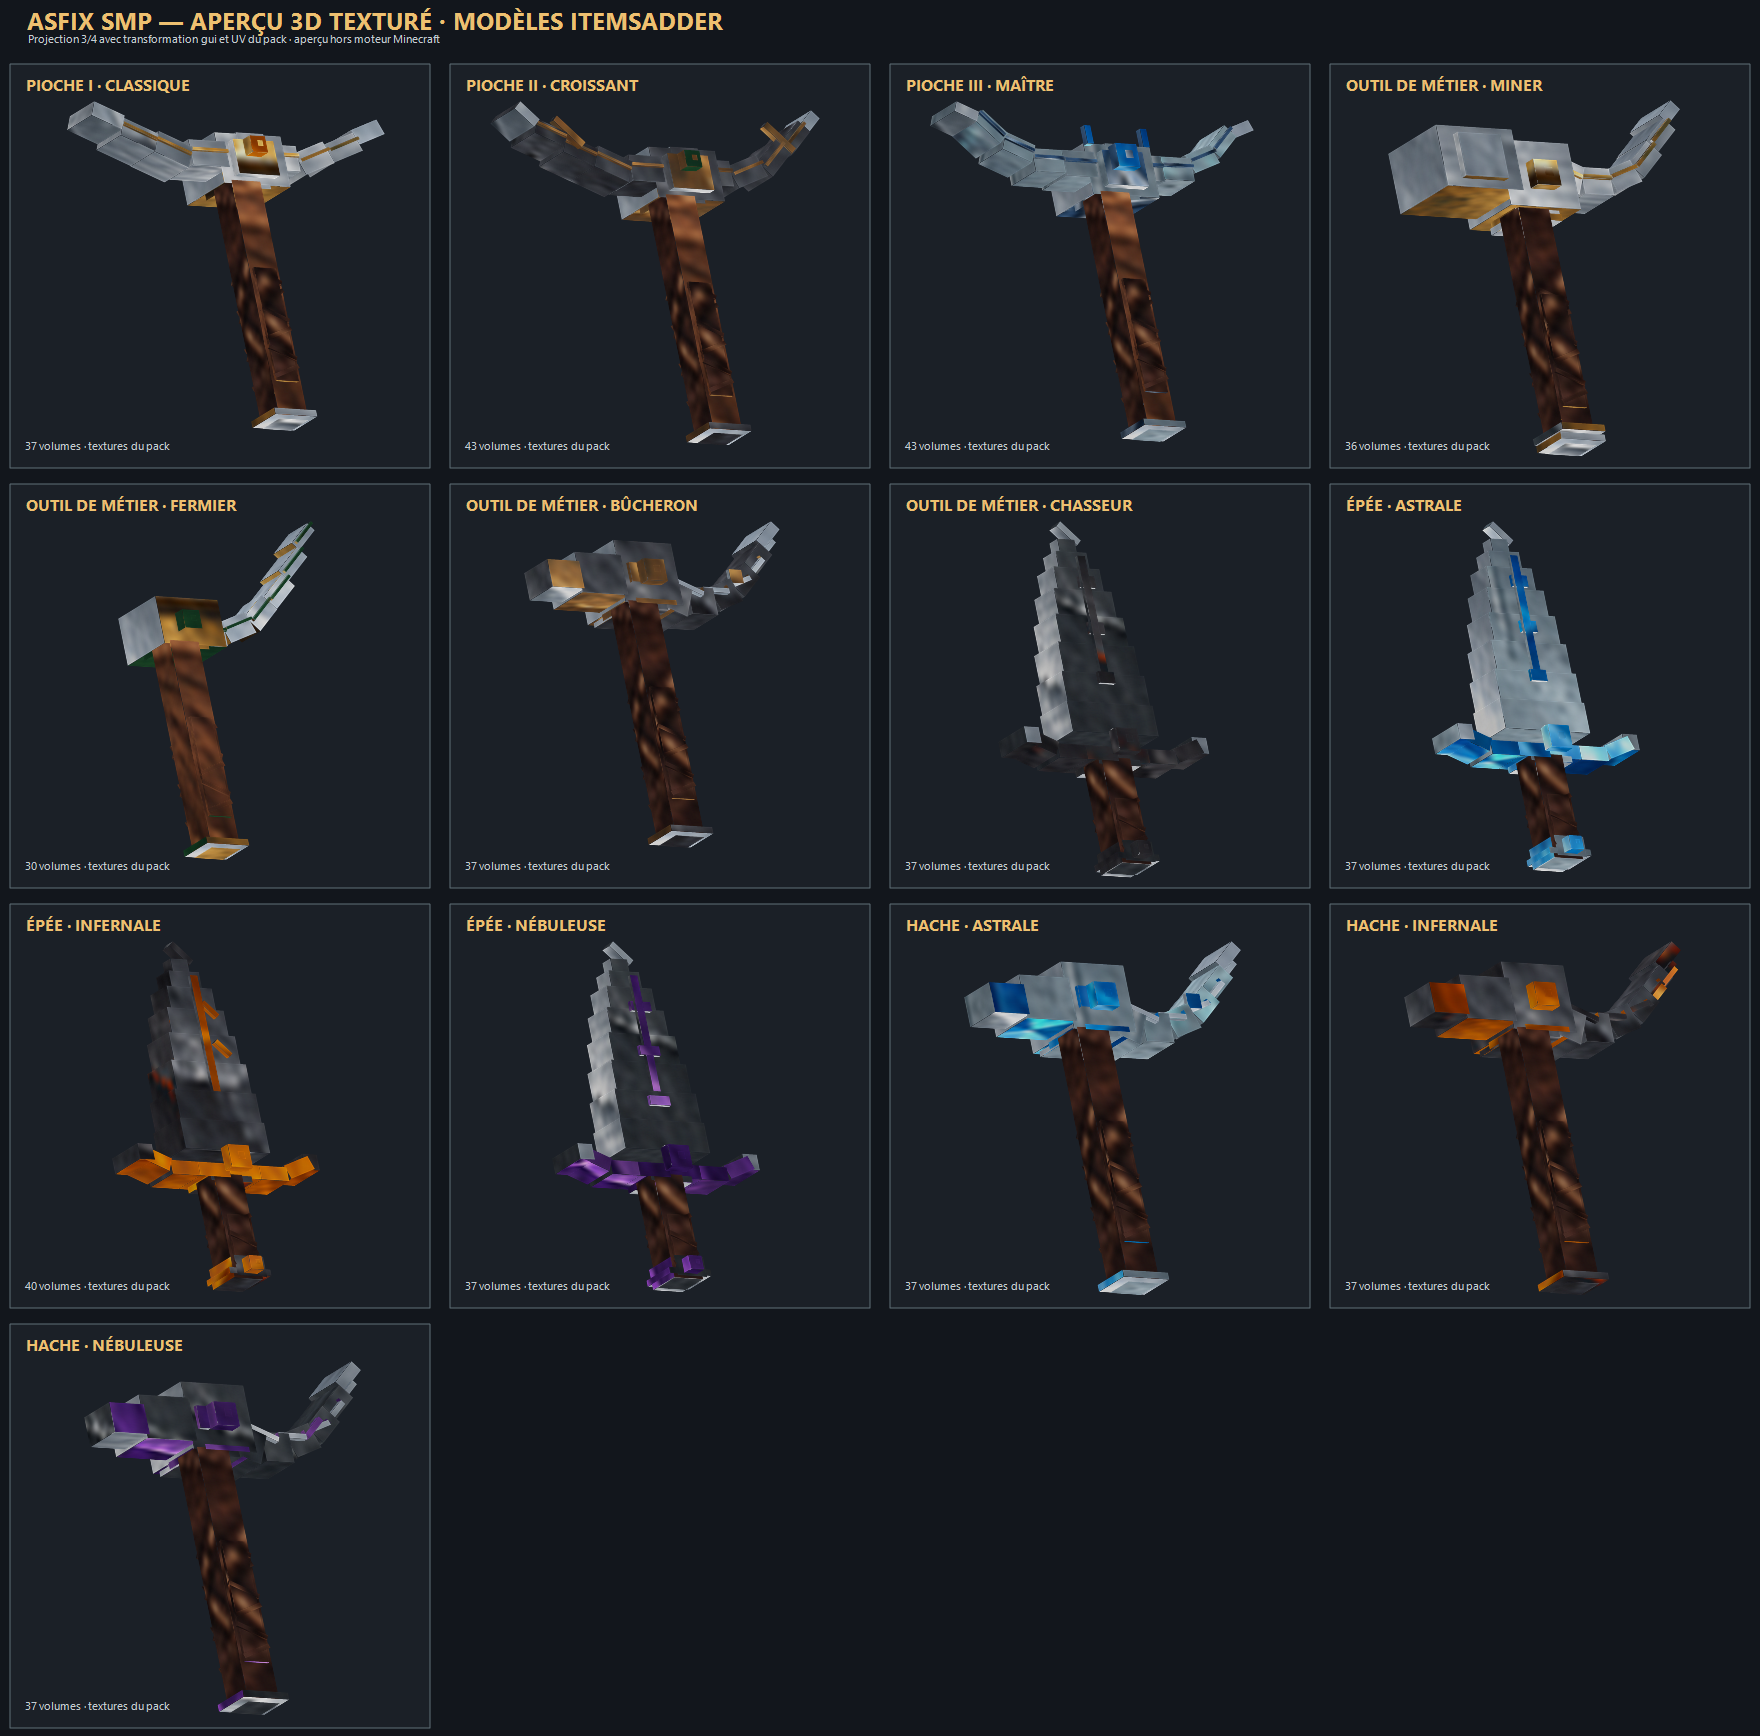 ASFIX SMP — APERÇU 3D TEXTURÉ · MODÈLES ITEMSADDER
Projection 3/4 avec transformation gui et UV du pack · aperçu hors moteur Minecraft
PIOCHE I · CLASSIQUE
37 volumes · textures du pack
PIOCHE II · CROISSANT
43 volumes · textures du pack
PIOCHE III · MAÎTRE
43 volumes · textures du pack
OUTIL DE MÉTIER · MINER
36 volumes · textures du pack
OUTIL DE MÉTIER · FERMIER
30 volumes · textures du pack
OUTIL DE MÉTIER · BÛCHERON
37 volumes · textures du pack
OUTIL DE MÉTIER · CHASSEUR
37 volumes · textures du pack
ÉPÉE · ASTRALE
37 volumes · textures du pack
ÉPÉE · INFERNALE
40 volumes · textures du pack
ÉPÉE · NÉBULEUSE
37 volumes · textures du pack
HACHE · ASTRALE
37 volumes · textures du pack
HACHE · INFERNALE
37 volumes · textures du pack
HACHE · NÉBULEUSE
37 volumes · textures du pack